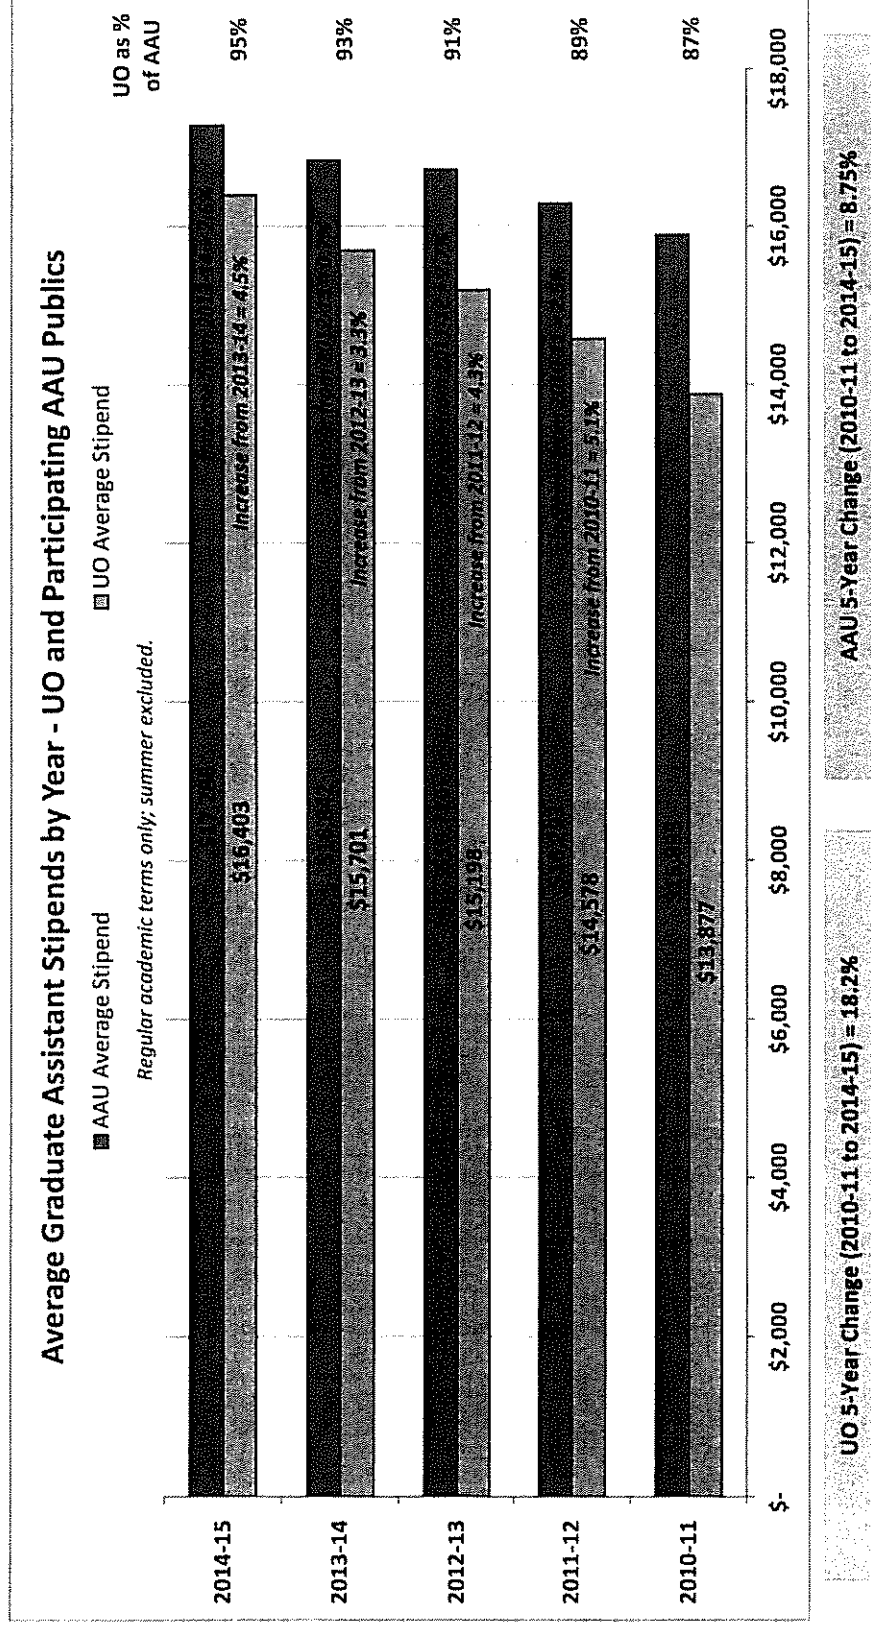 Average Graduate Assistant Stipends by Year - UO and Participating AAU Publics
AAU Average Stipend
UO Average Stipend
UO as %
of AAU
Regular academic terms only; summer excluded.
2014-15
$16,403
Increase from 2013-14 = 4.5%
95%
2013-14
$15,701
Increase from 2012-13 = 3.3%
93%
2012-13
$15,198
Increase from 2011-12 = 4.3%
91%
2011-12
$14,578
Increase from 2010-11 = 5.1%
89%
2010-11
$13,877
87%
$-
$2,000
$4,000
$6,000
$8,000
$10,000
$12,000
$14,000
$16,000
$18,000
UO 5-Year Change (2010-11 to 2014-15) = 18.2%
AAU 5-Year Change (2010-11 to 2014-15) = 8.75%